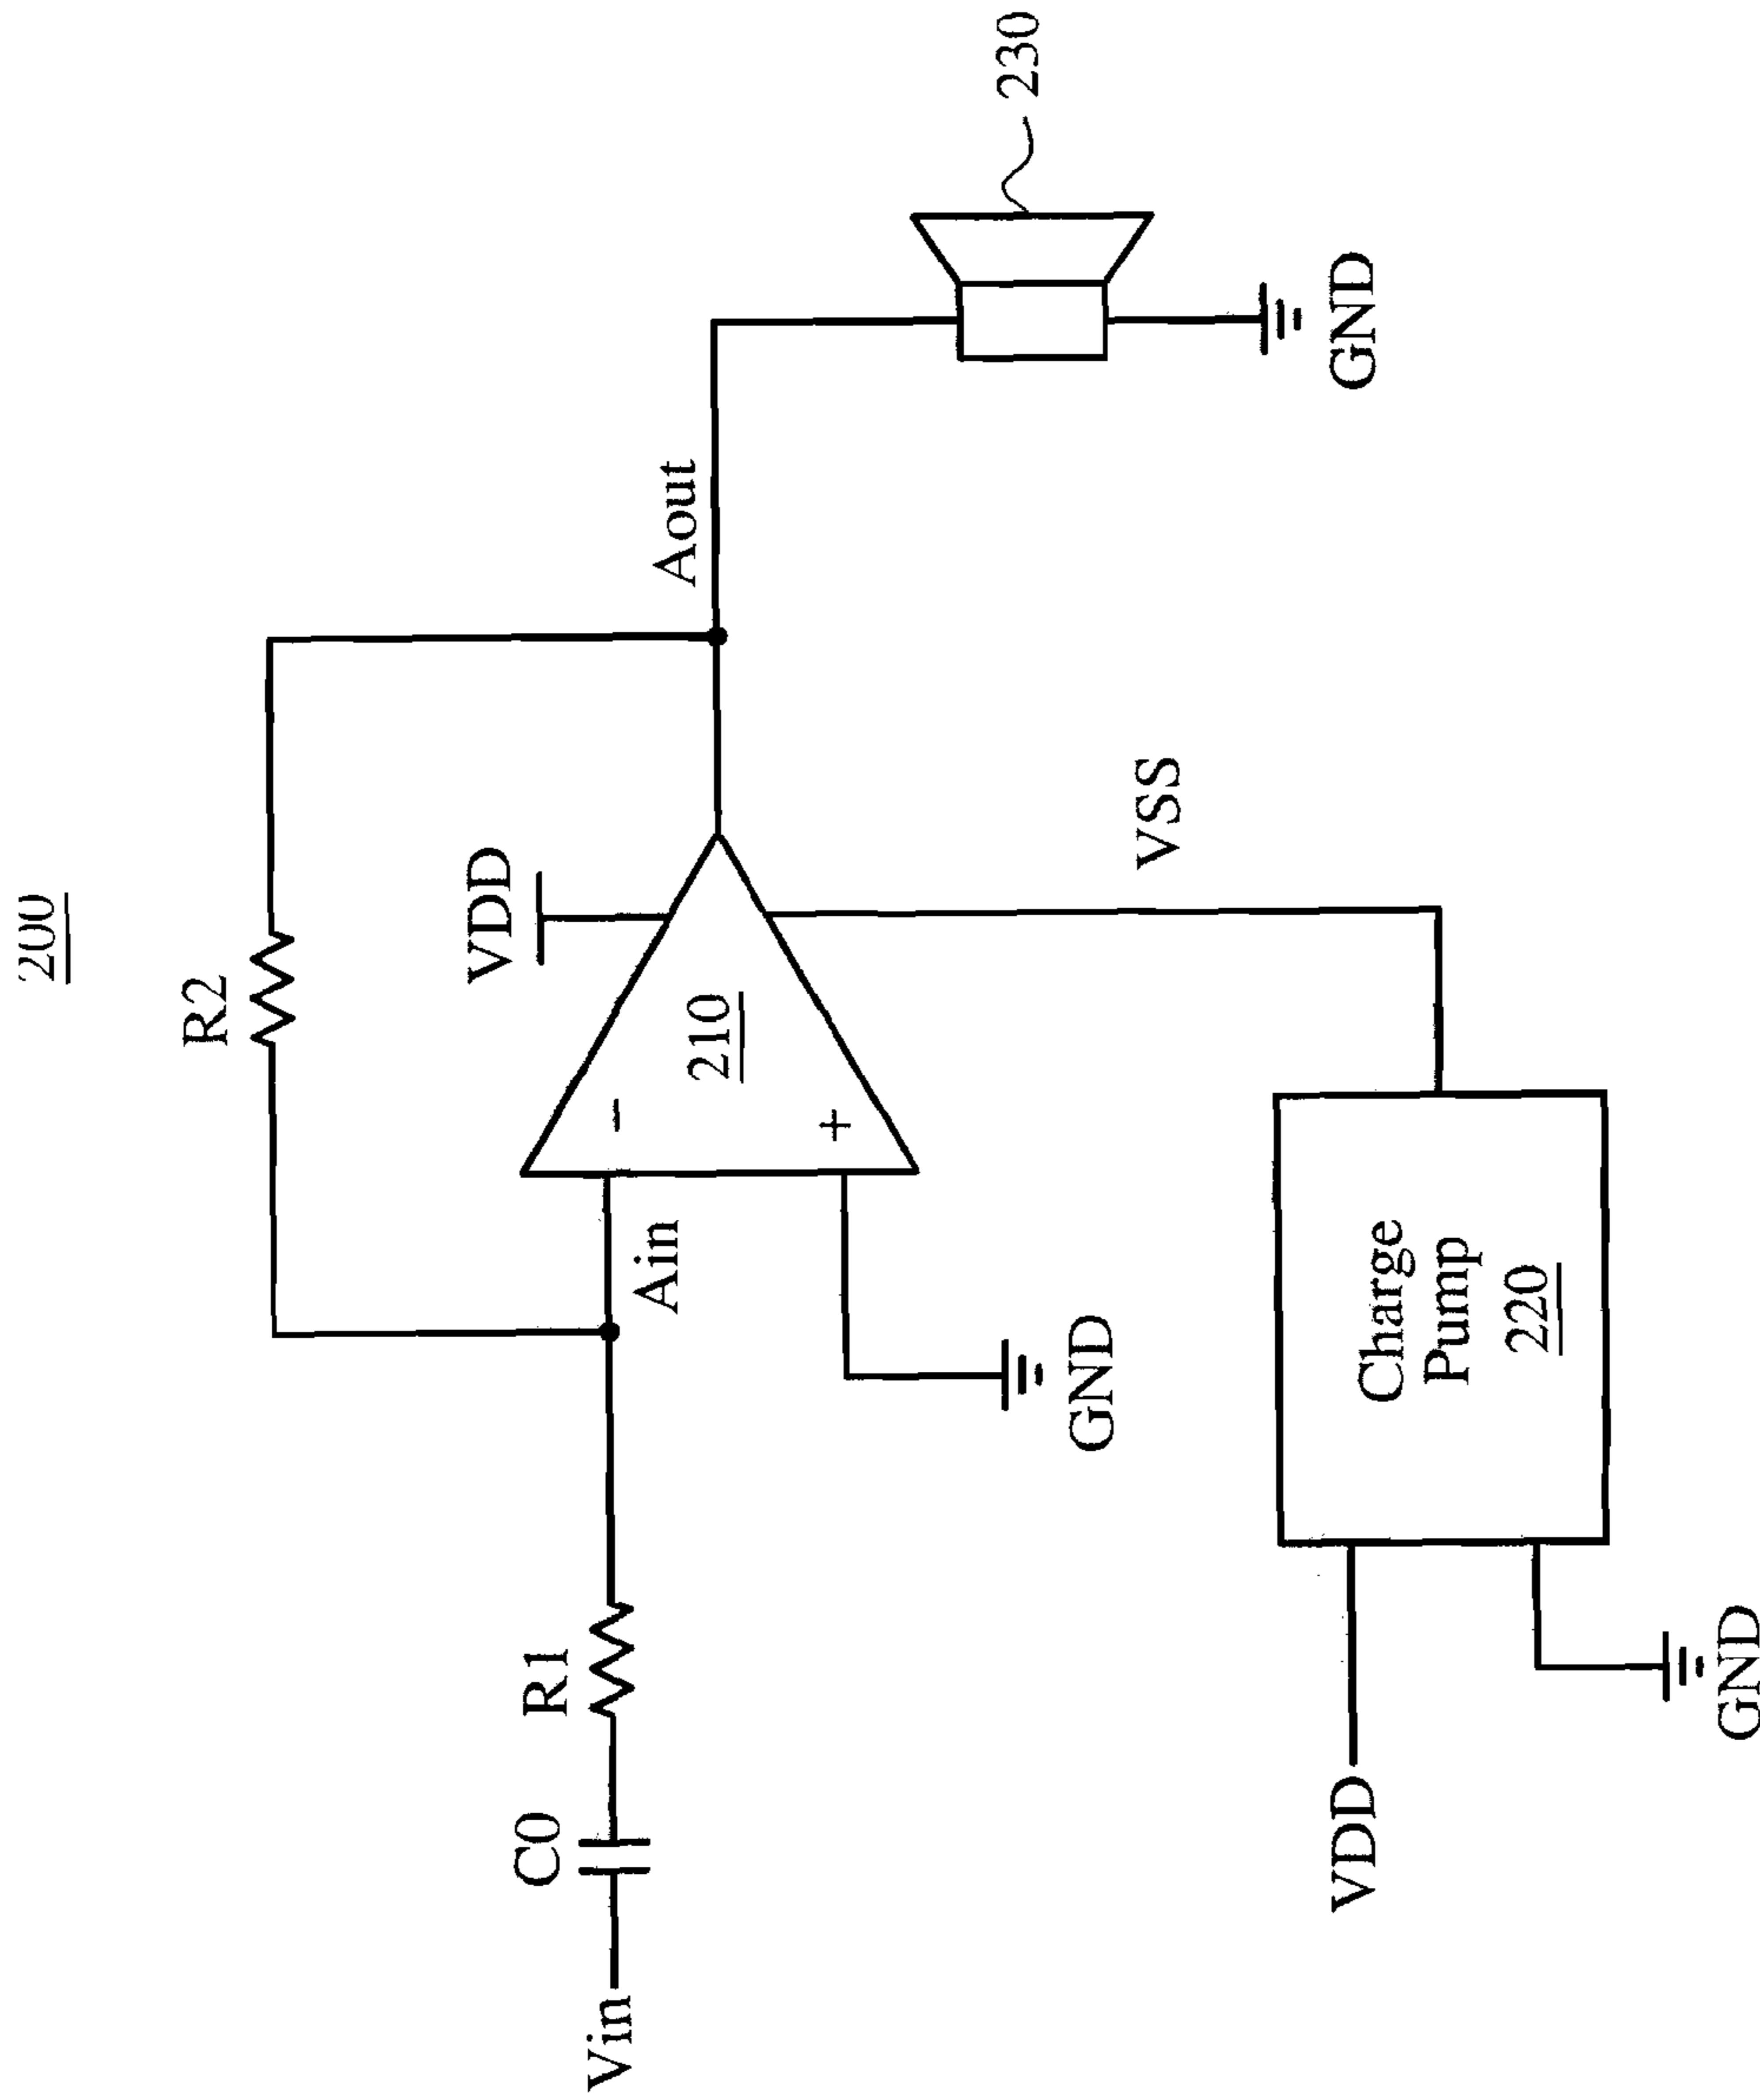 200
R2
VDD
Aout
C0
R1
210
−
+
Vin
Ain
230
GND
VSS
GND
VDD
Charge
Pump
220
GND